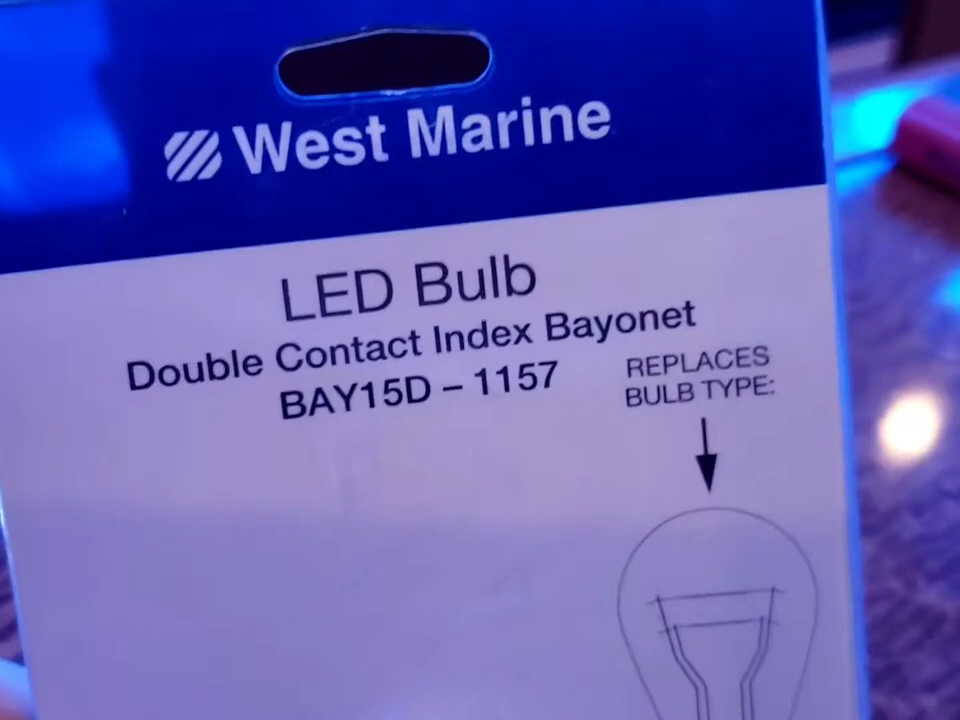 West Marine
LED Bulb
Double Contact Index Bayonet
BAY15D – 1157
REPLACES
BULB TYPE: